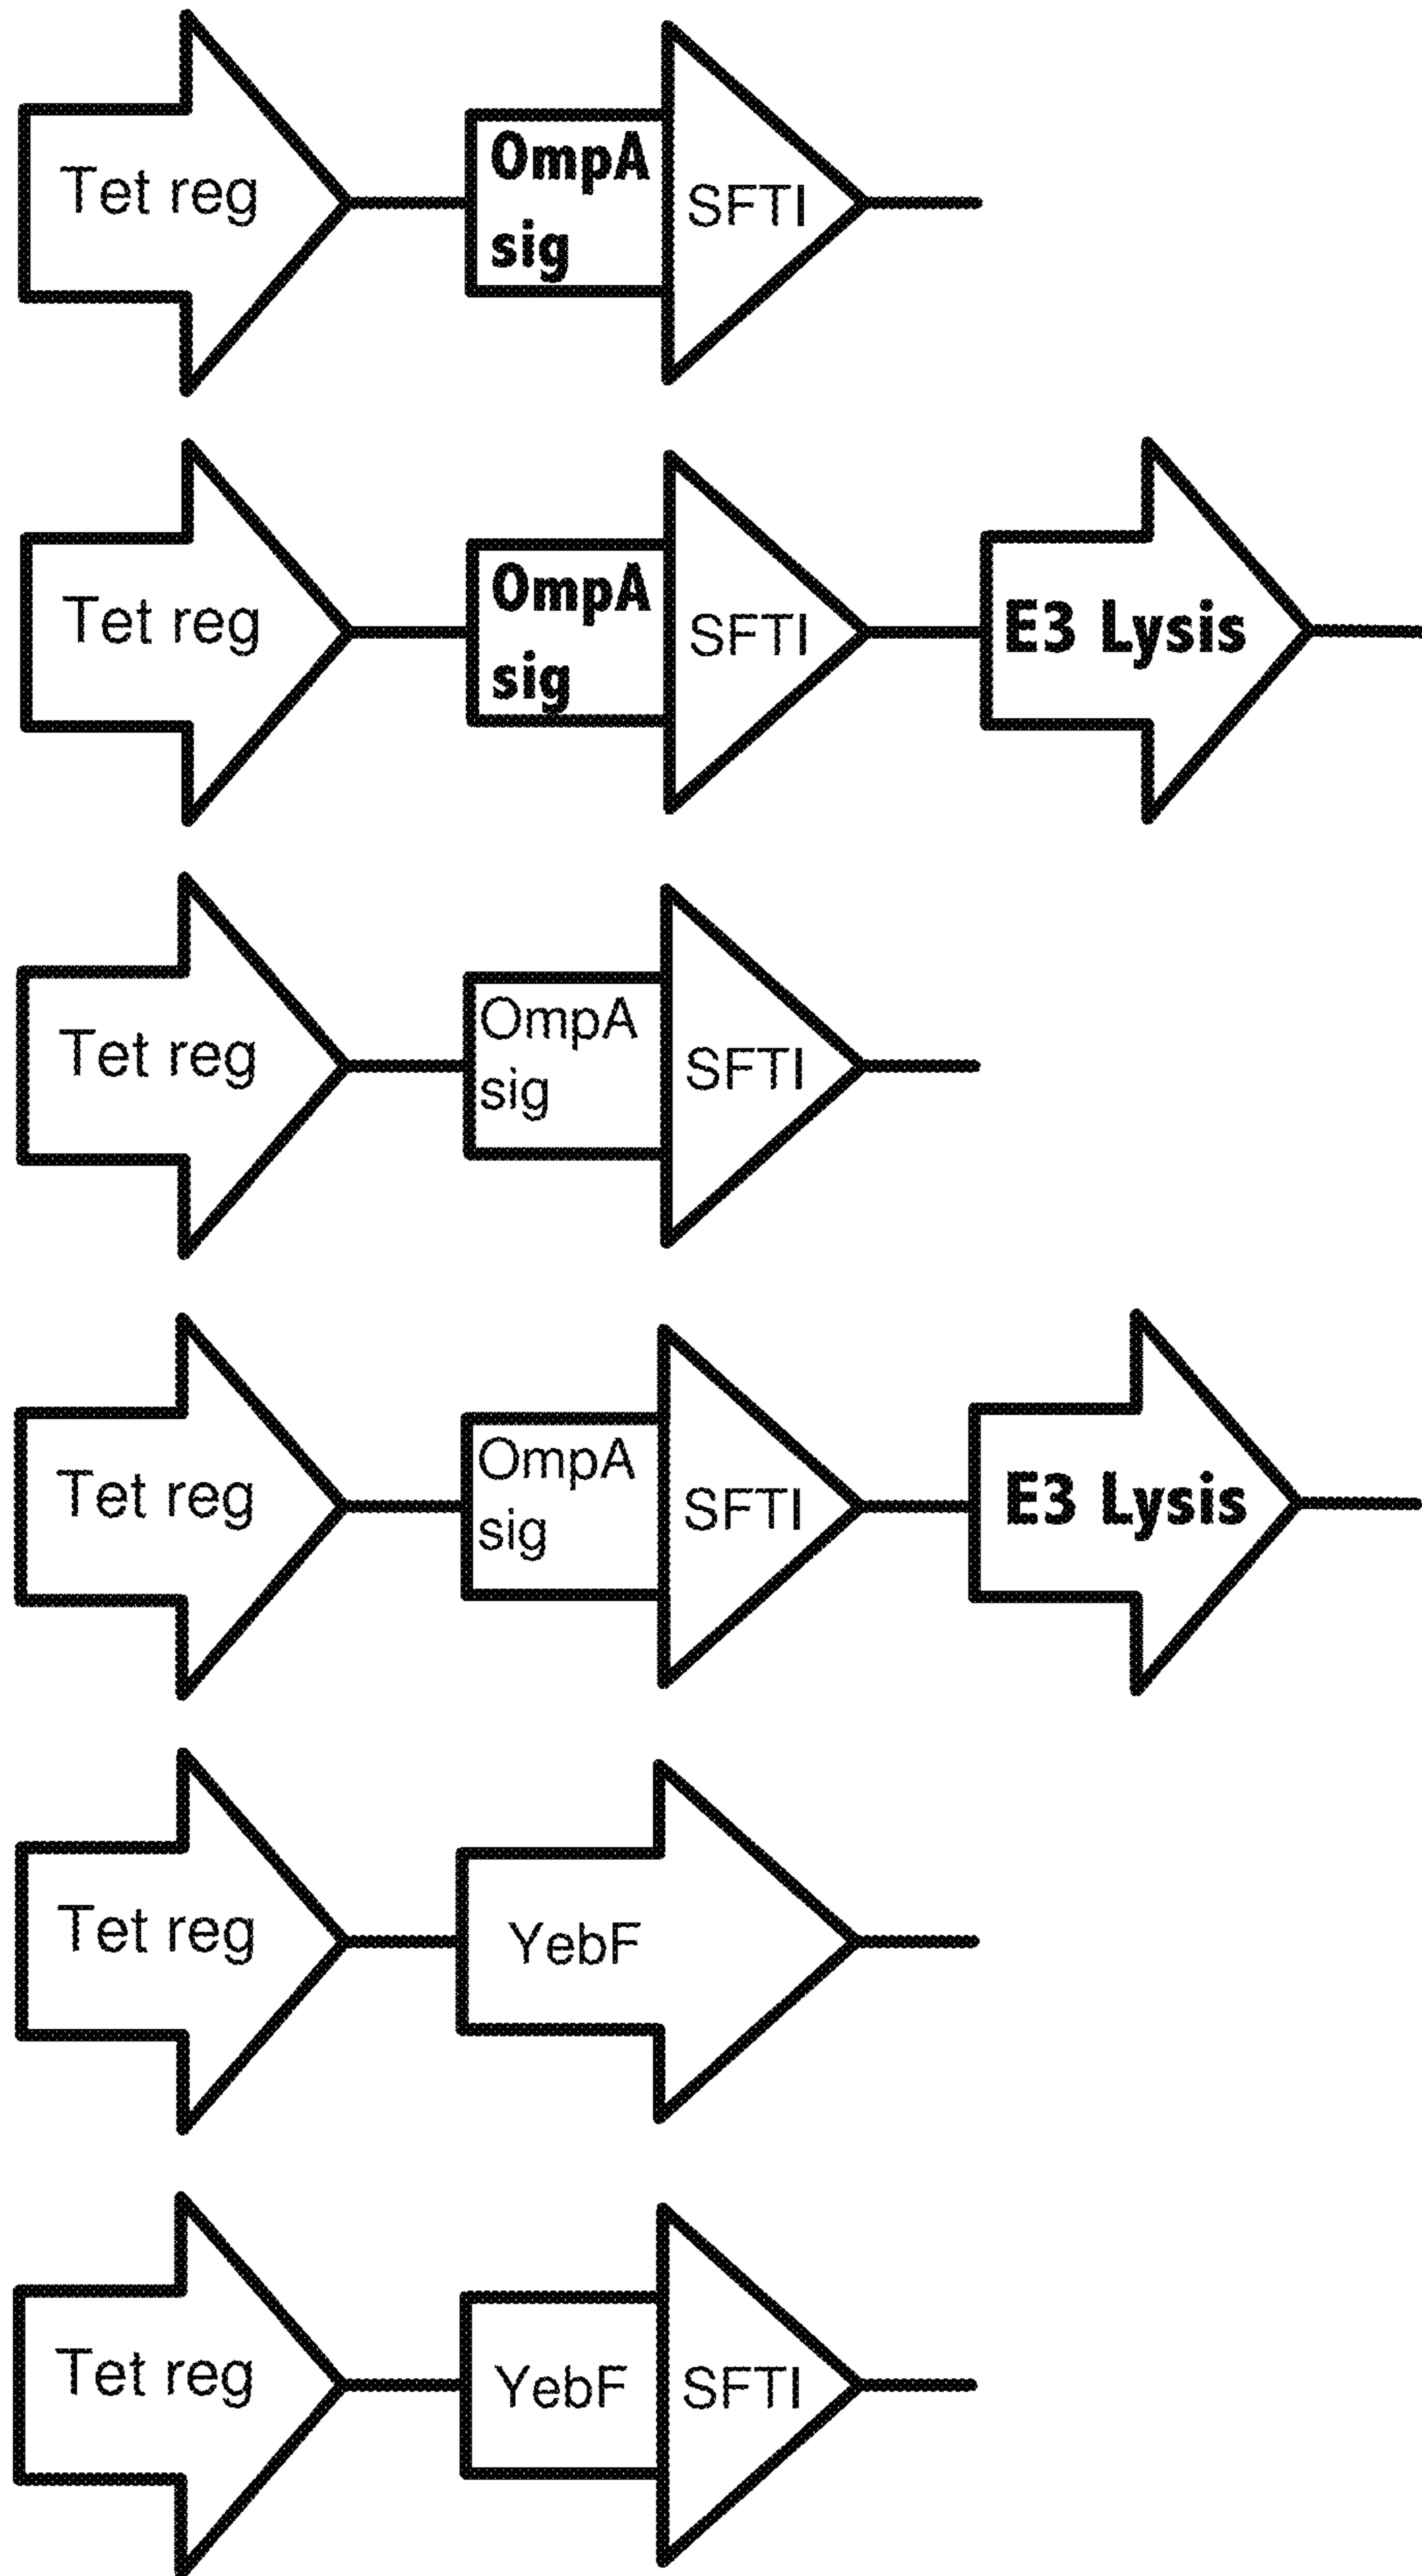 Tet reg
OmpA
sig
SFTI
Tet reg
OmpA
sig
SFTI
E3 Lysis
Tet reg
OmpA
sig
SFTI
Tet reg
OmpA
sig
SFTI
E3 Lysis
Tet reg
YebF
Tet reg
YebF
SFTI